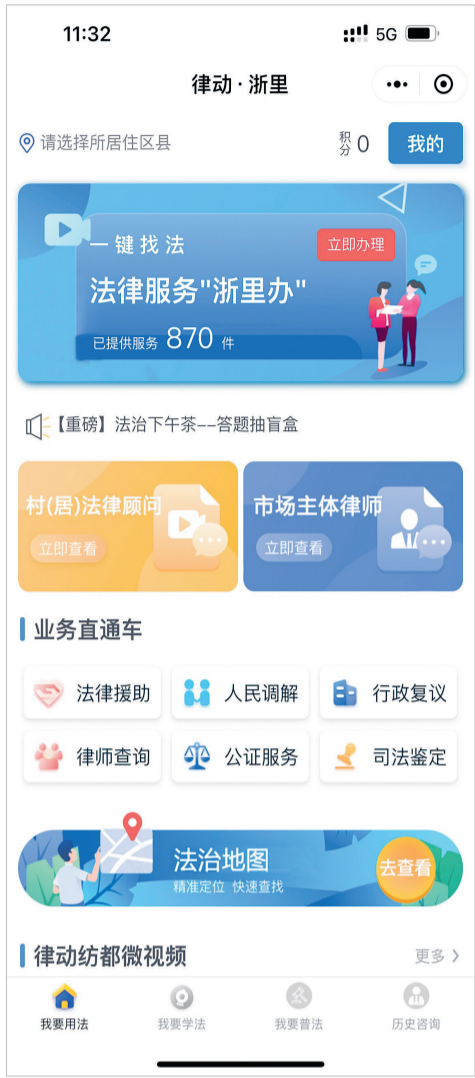 11:32
5G
律动·浙里
请选择所居住区县
积分 0
我的
一键找法
立即办理
法律服务"浙里办"
已提供服务 870 件
【重磅】法治下午茶--答题抽盲盒
村(居)法律顾问
立即查看
市场主体律师
立即查看
业务直通车
法律援助
人民调解
行政复议
律师查询
公证服务
司法鉴定
法治地图
精准定位 快速查找
去查看
律动纺都微视频
更多
我要用法
我要学法
我要普法
历史咨询